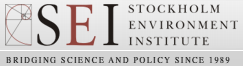 SEI STOCKHOLM
ENVIRONMENT
INSTITUTE
BRIDGING SCIENCE AND POLICY SINCE 1989